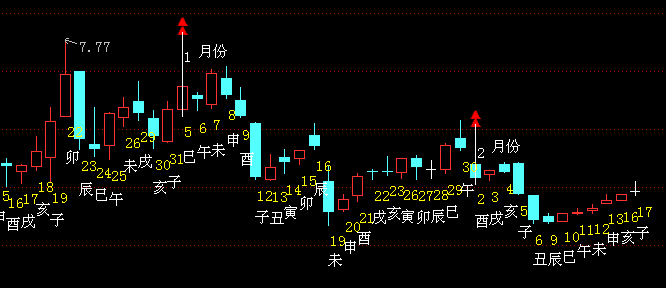 7.77
5
16
酉
17
戌
18
亥
19
子
22
卯
23
辰
24
巳
25
午
26
未
29
戌
30
亥
31
子
1
月份
5
巳
6
午
7
未
8
申
9
酉
12
子
13
丑
14
寅
15
卯
16
辰
19
未
20
申
21
酉
22
戌
23
亥
26
寅
27
卯
28
辰
29
巳
午
2
月份
2
酉
3
戌
4
亥
5
子
6
丑
9
辰
10
巳
11
午
12
未
13
申
16
亥
17
子